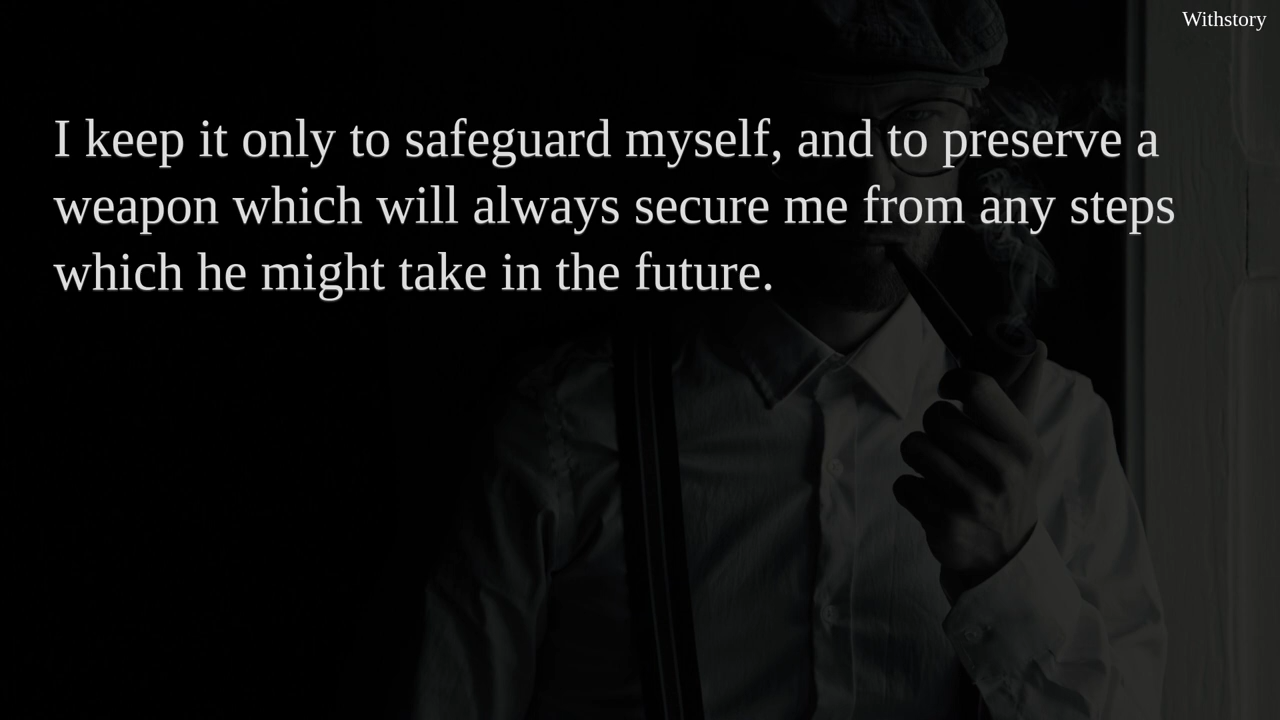 Withstory
I keep it only to safeguard myself, and to preserve a
weapon which will always secure me from any steps
which he might take in the future.